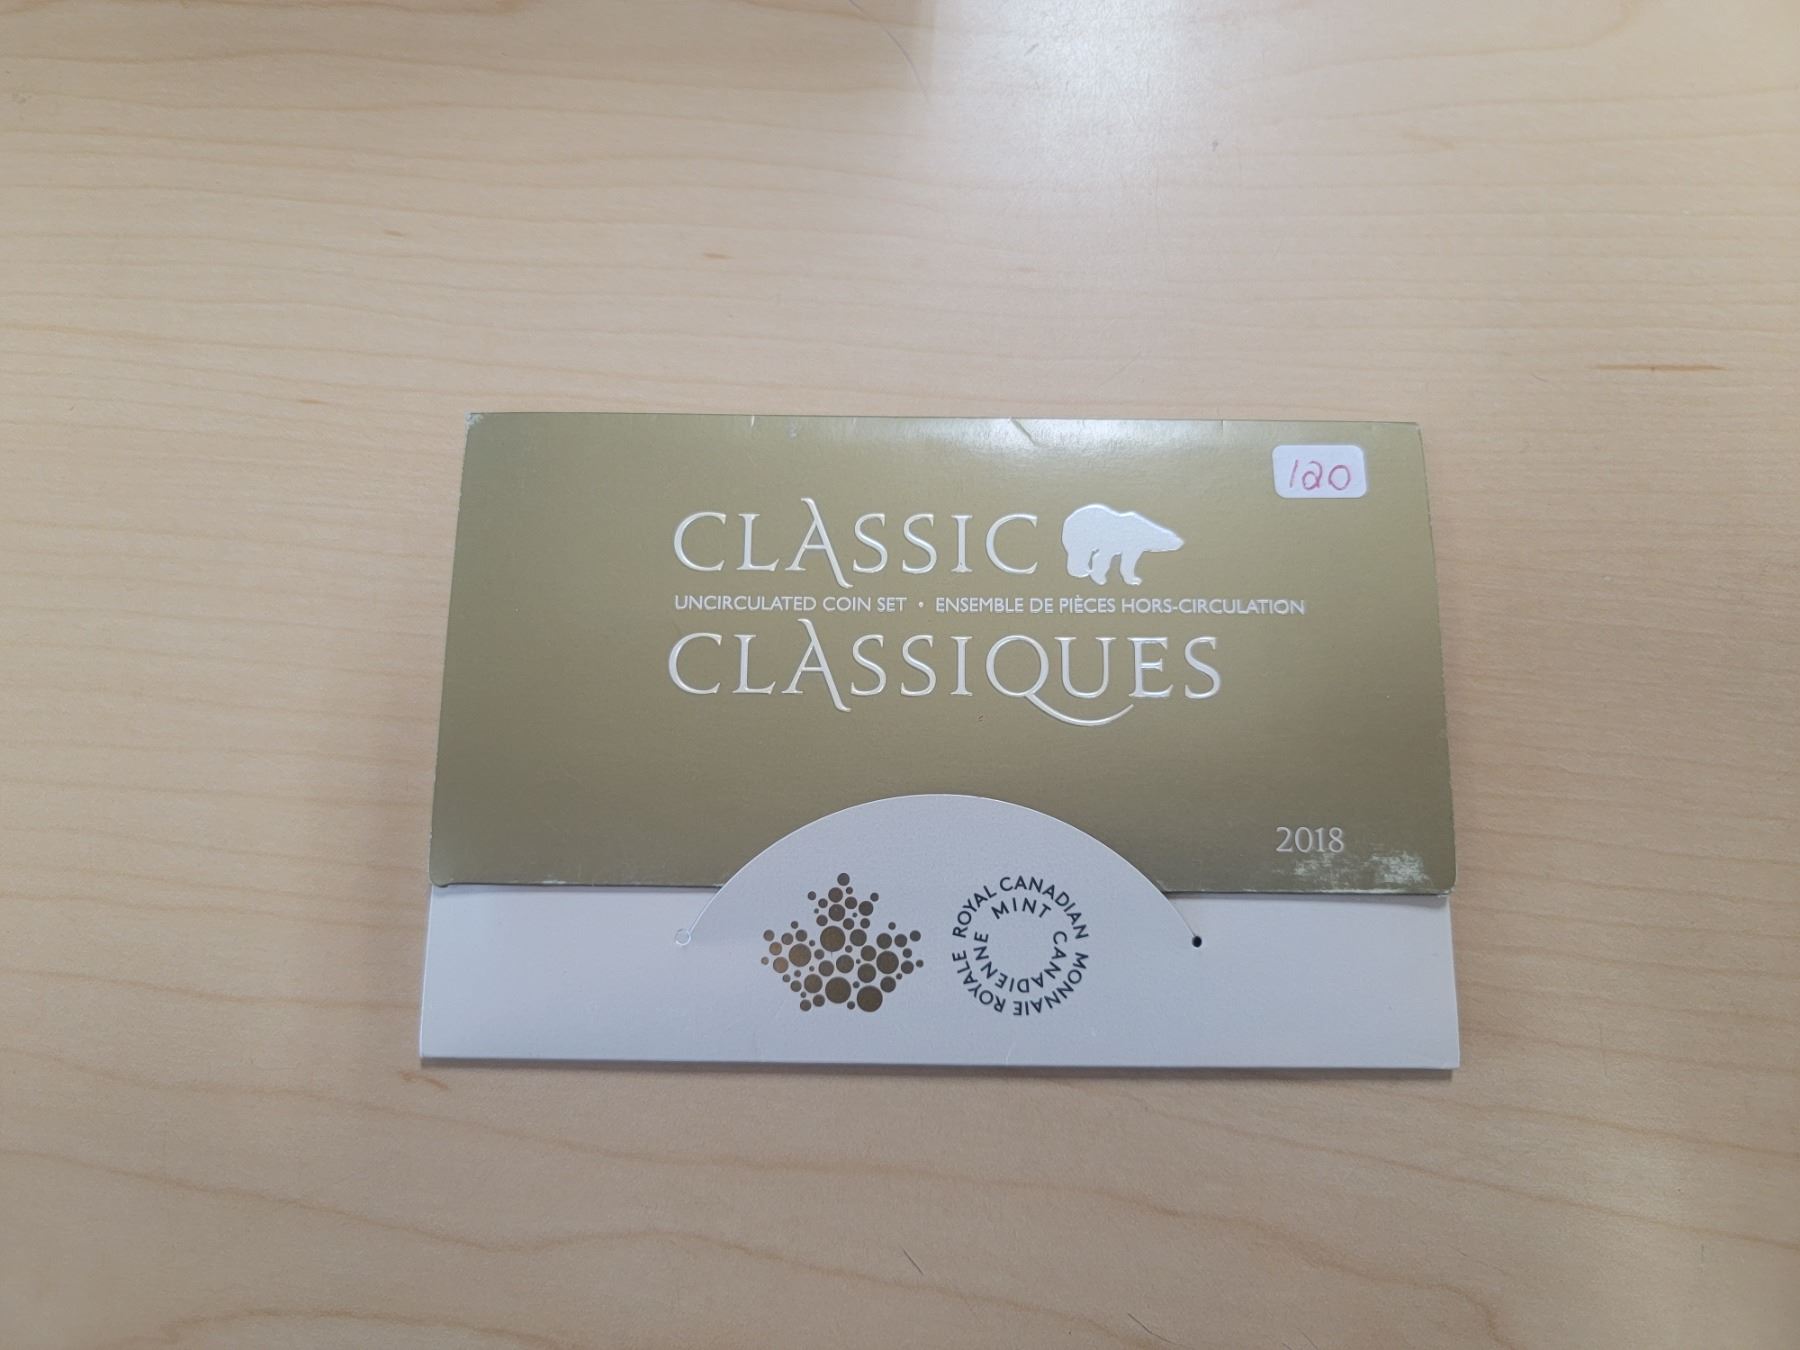 120
CLASSIC
UNCIRCULATED COIN SET • ENSEMBLE DE PIÈCES HORS-CIRCULATION
CLASSIQUES
2018
ROYAL CANADIAN MINT
MONNAIE ROYALE CANADIENNE